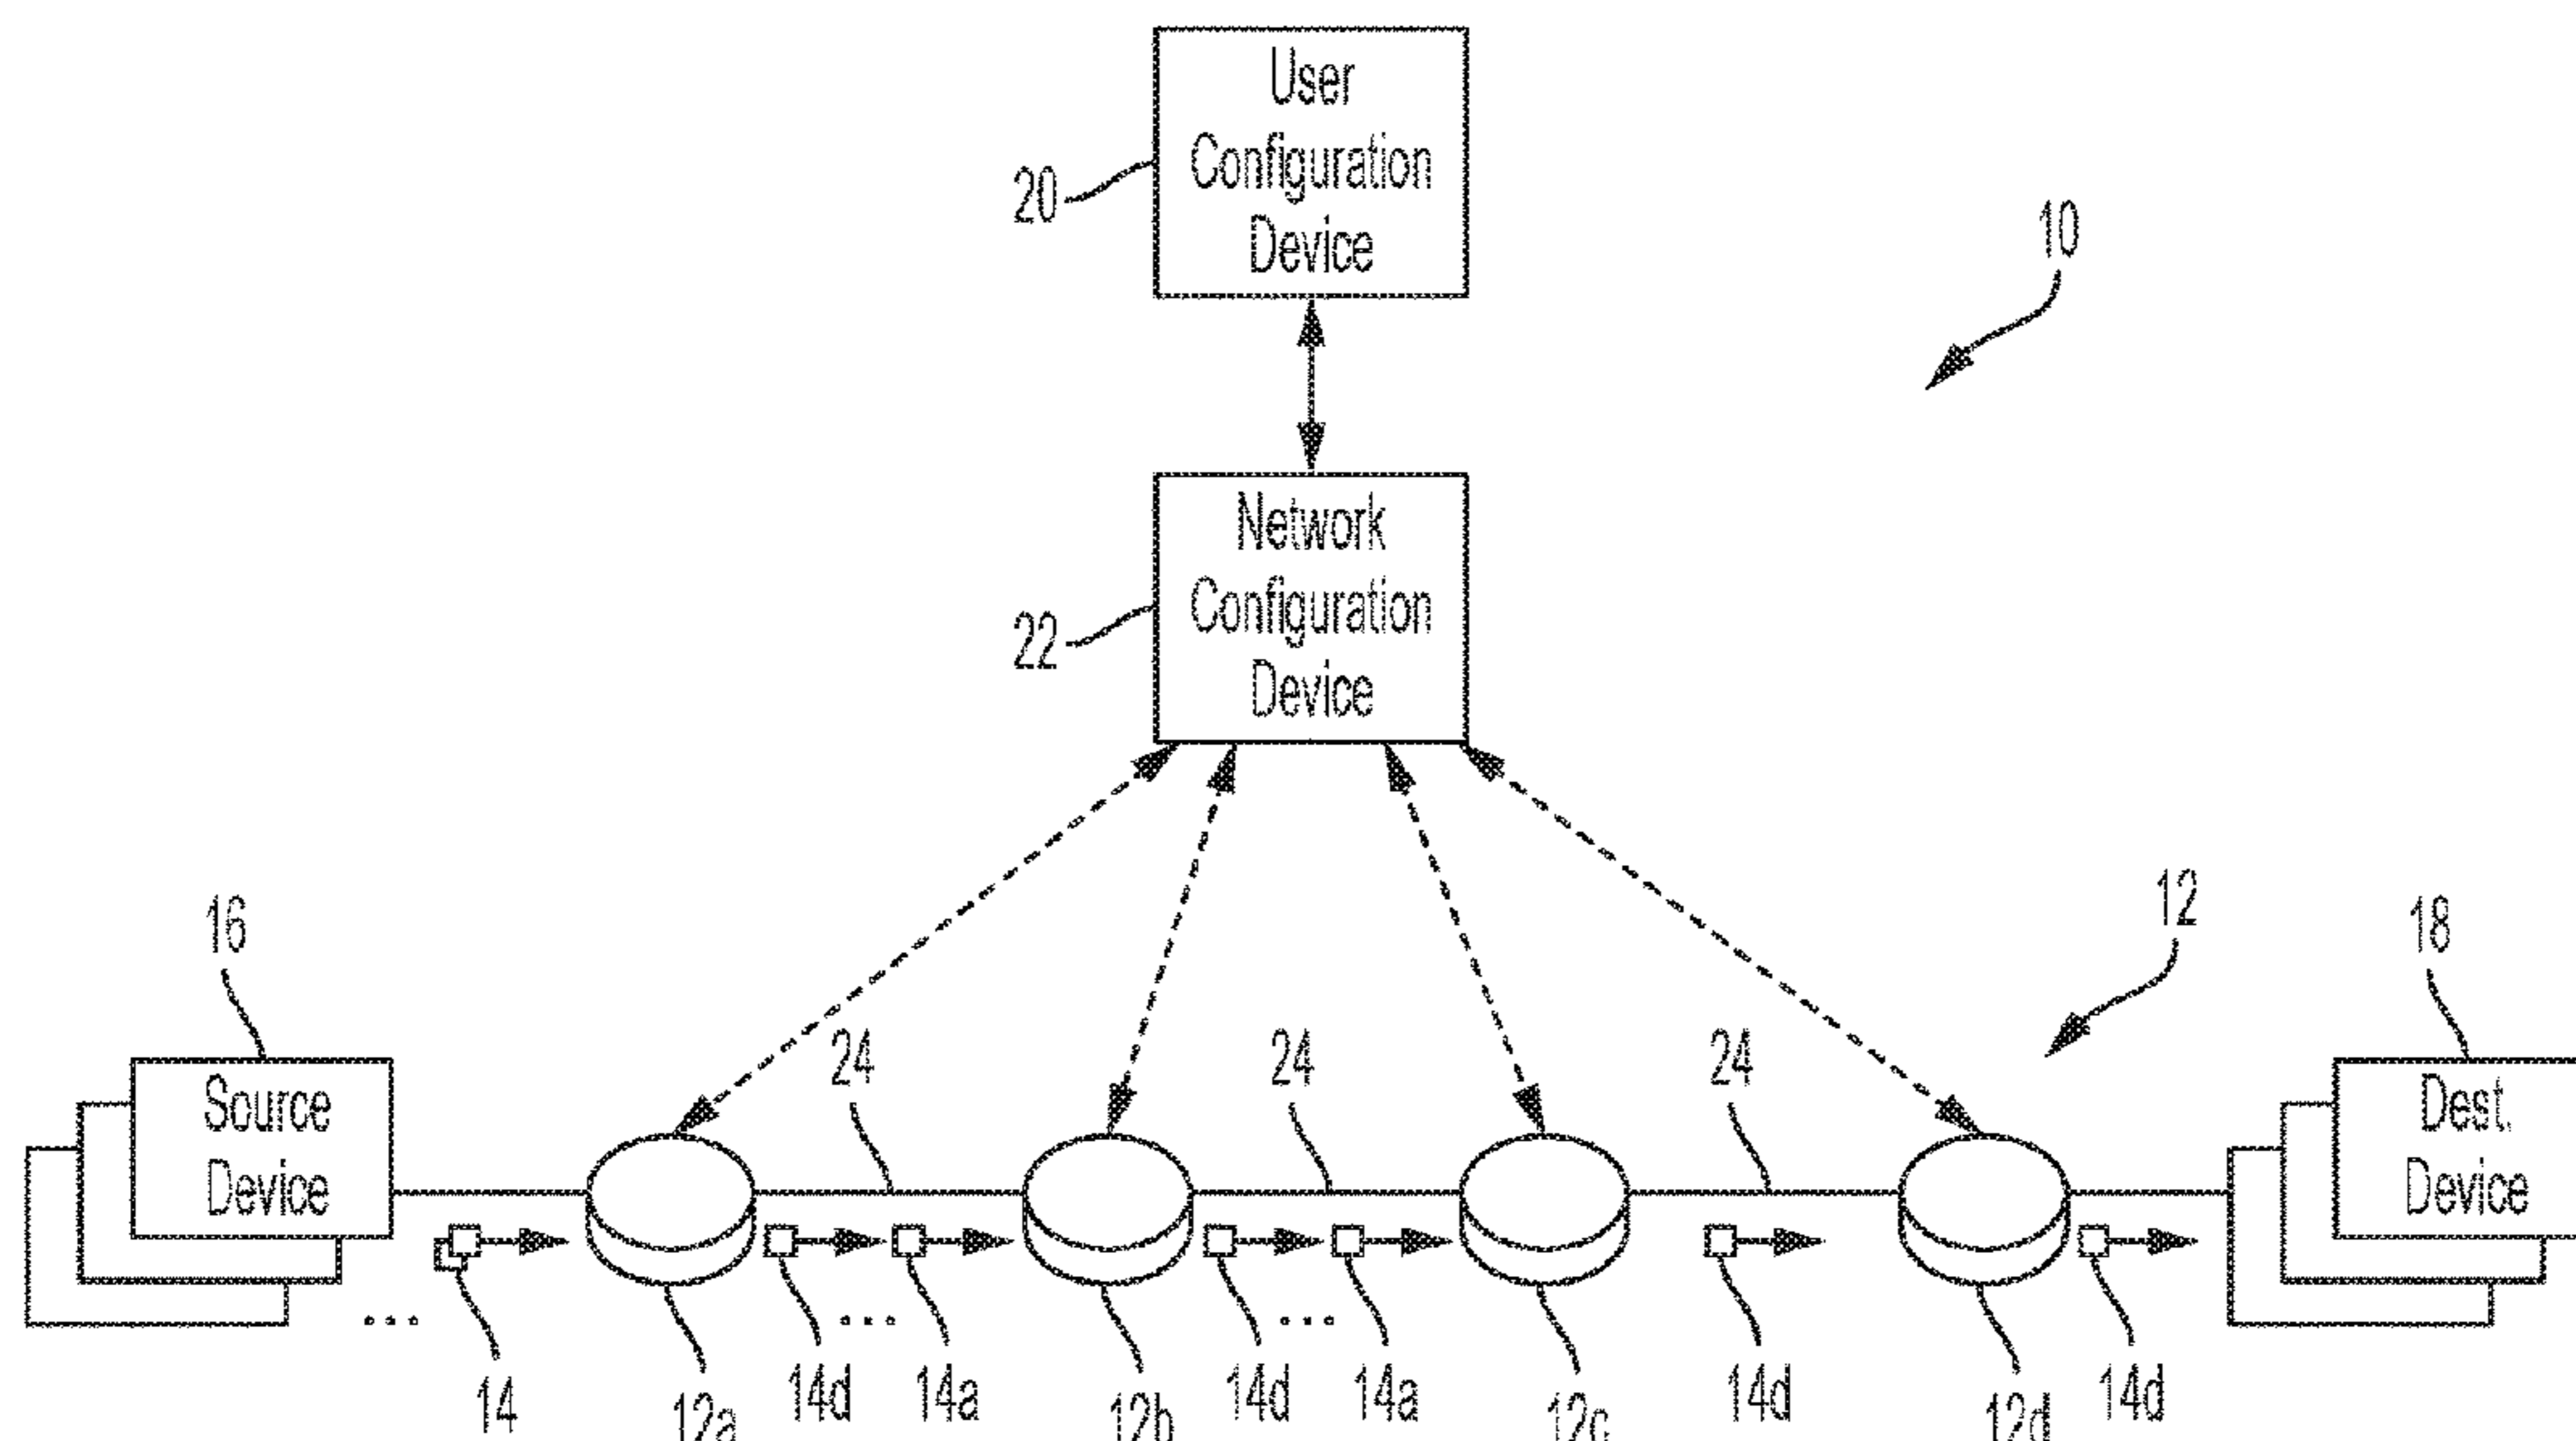 User
Configuration
Device
20
10
Network
Configuration
Device
22
16
12
18
24
24
24
Source
Device
Dest.
Device
...
...
...
14
12a
14d
14a
12b
14d
14a
12c
14d
12d
14d